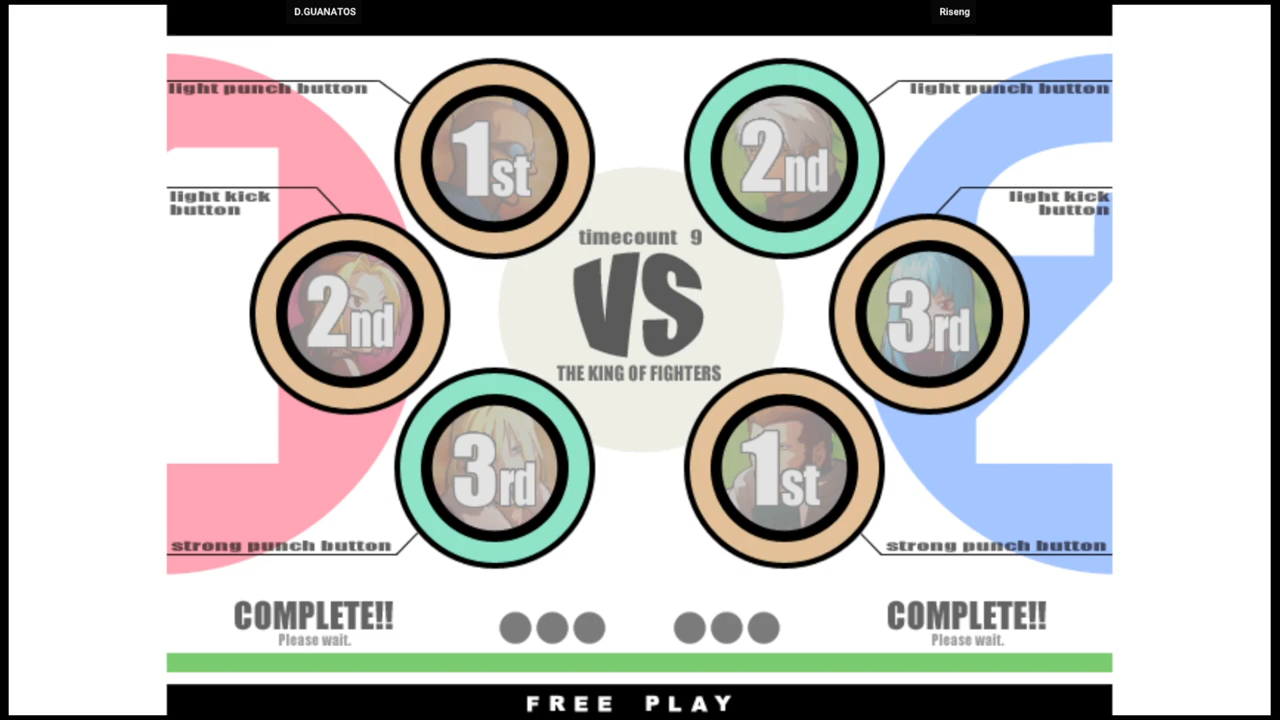 D.GUANATOS
Riseng
light punch button
light punch button
1st
2nd
light kick
button
light kick
button
timecount 9
2nd
VS
3rd
THE KING OF FIGHTERS
3rd
1st
strong punch button
strong punch button
COMPLETE!!
Please wait.
COMPLETE!!
Please wait.
FREE PLAY